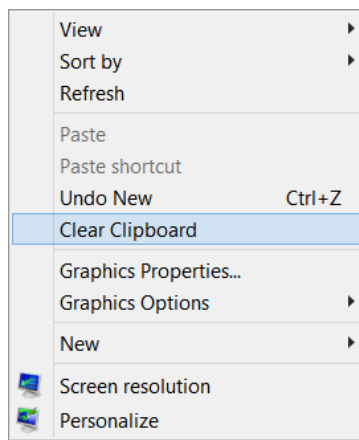 View
Sort by
Refresh
Paste
Paste shortcut
Undo New Ctrl+Z
Clear Clipboard
Graphics Properties...
Graphics Options
New
Screen resolution
Personalize